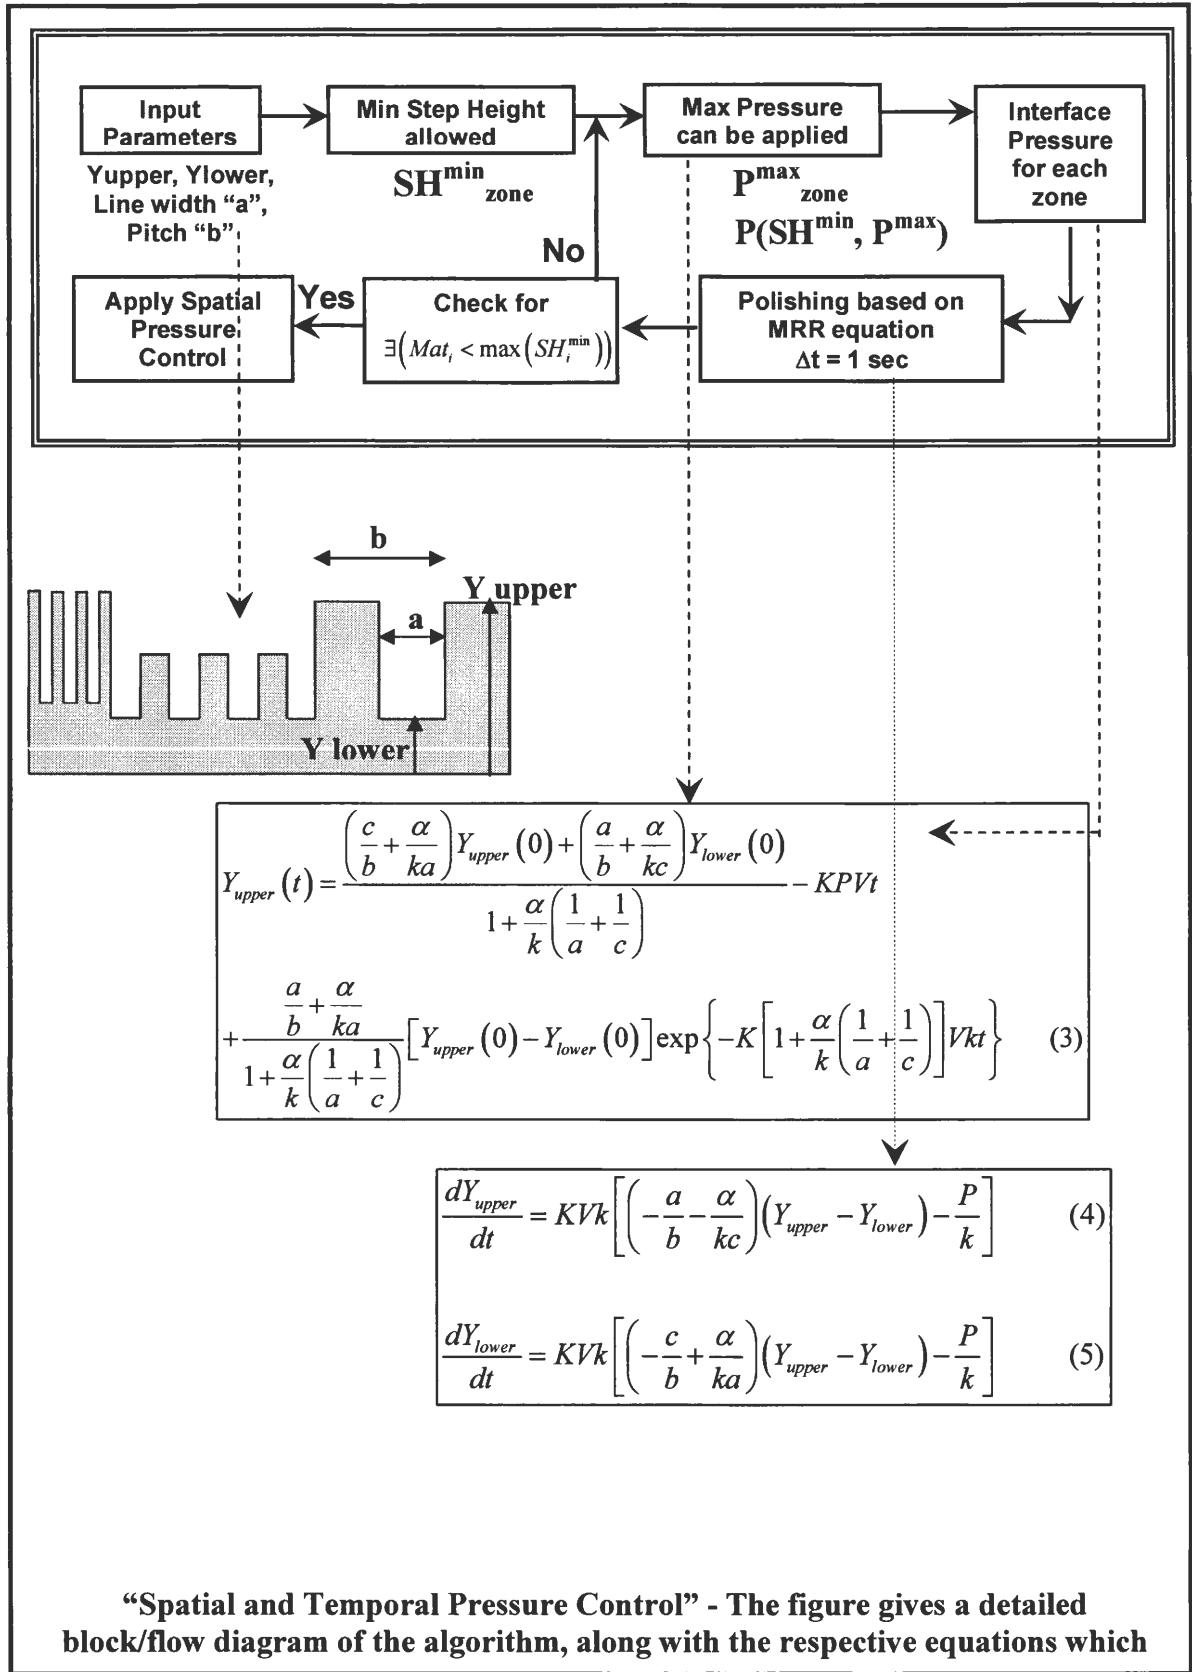 Input
Parameters
Min Step Height
allowed
Max Pressure
can be applied
Interface
Pressure
for each
zone
Yupper, Ylower,
Line width “a”,
Pitch “b”
SH^min_zone
P^max_zone
P(SH^min, P^max)
No
Apply Spatial
Pressure
Control
Yes
Check for
∃(Mat_i < max(SH_i^min))
Polishing based on
MRR equation
Δt = 1 sec
b
Y upper
a
Y lower
Y_upper(t) = ((c/b + α/ka)Y_upper(0) + (a/b + α/kc)Y_lower(0)) / (1 + α/k(1/a + 1/c)) − KPVt
+ (a/b + α/ka) / (1 + α/k(1/a + 1/c)) [Y_upper(0) − Y_lower(0)] exp{−K[1 + α/k(1/a + 1/c)]Vkt} (3)
dY_upper/dt = KVk[(−a/b − α/kc)(Y_upper − Y_lower) − P/k] (4)
dY_lower/dt = KVk[(−c/b + α/ka)(Y_upper − Y_lower) − P/k] (5)
“Spatial and Temporal Pressure Control” - The figure gives a detailed
block/flow diagram of the algorithm, along with the respective equations which